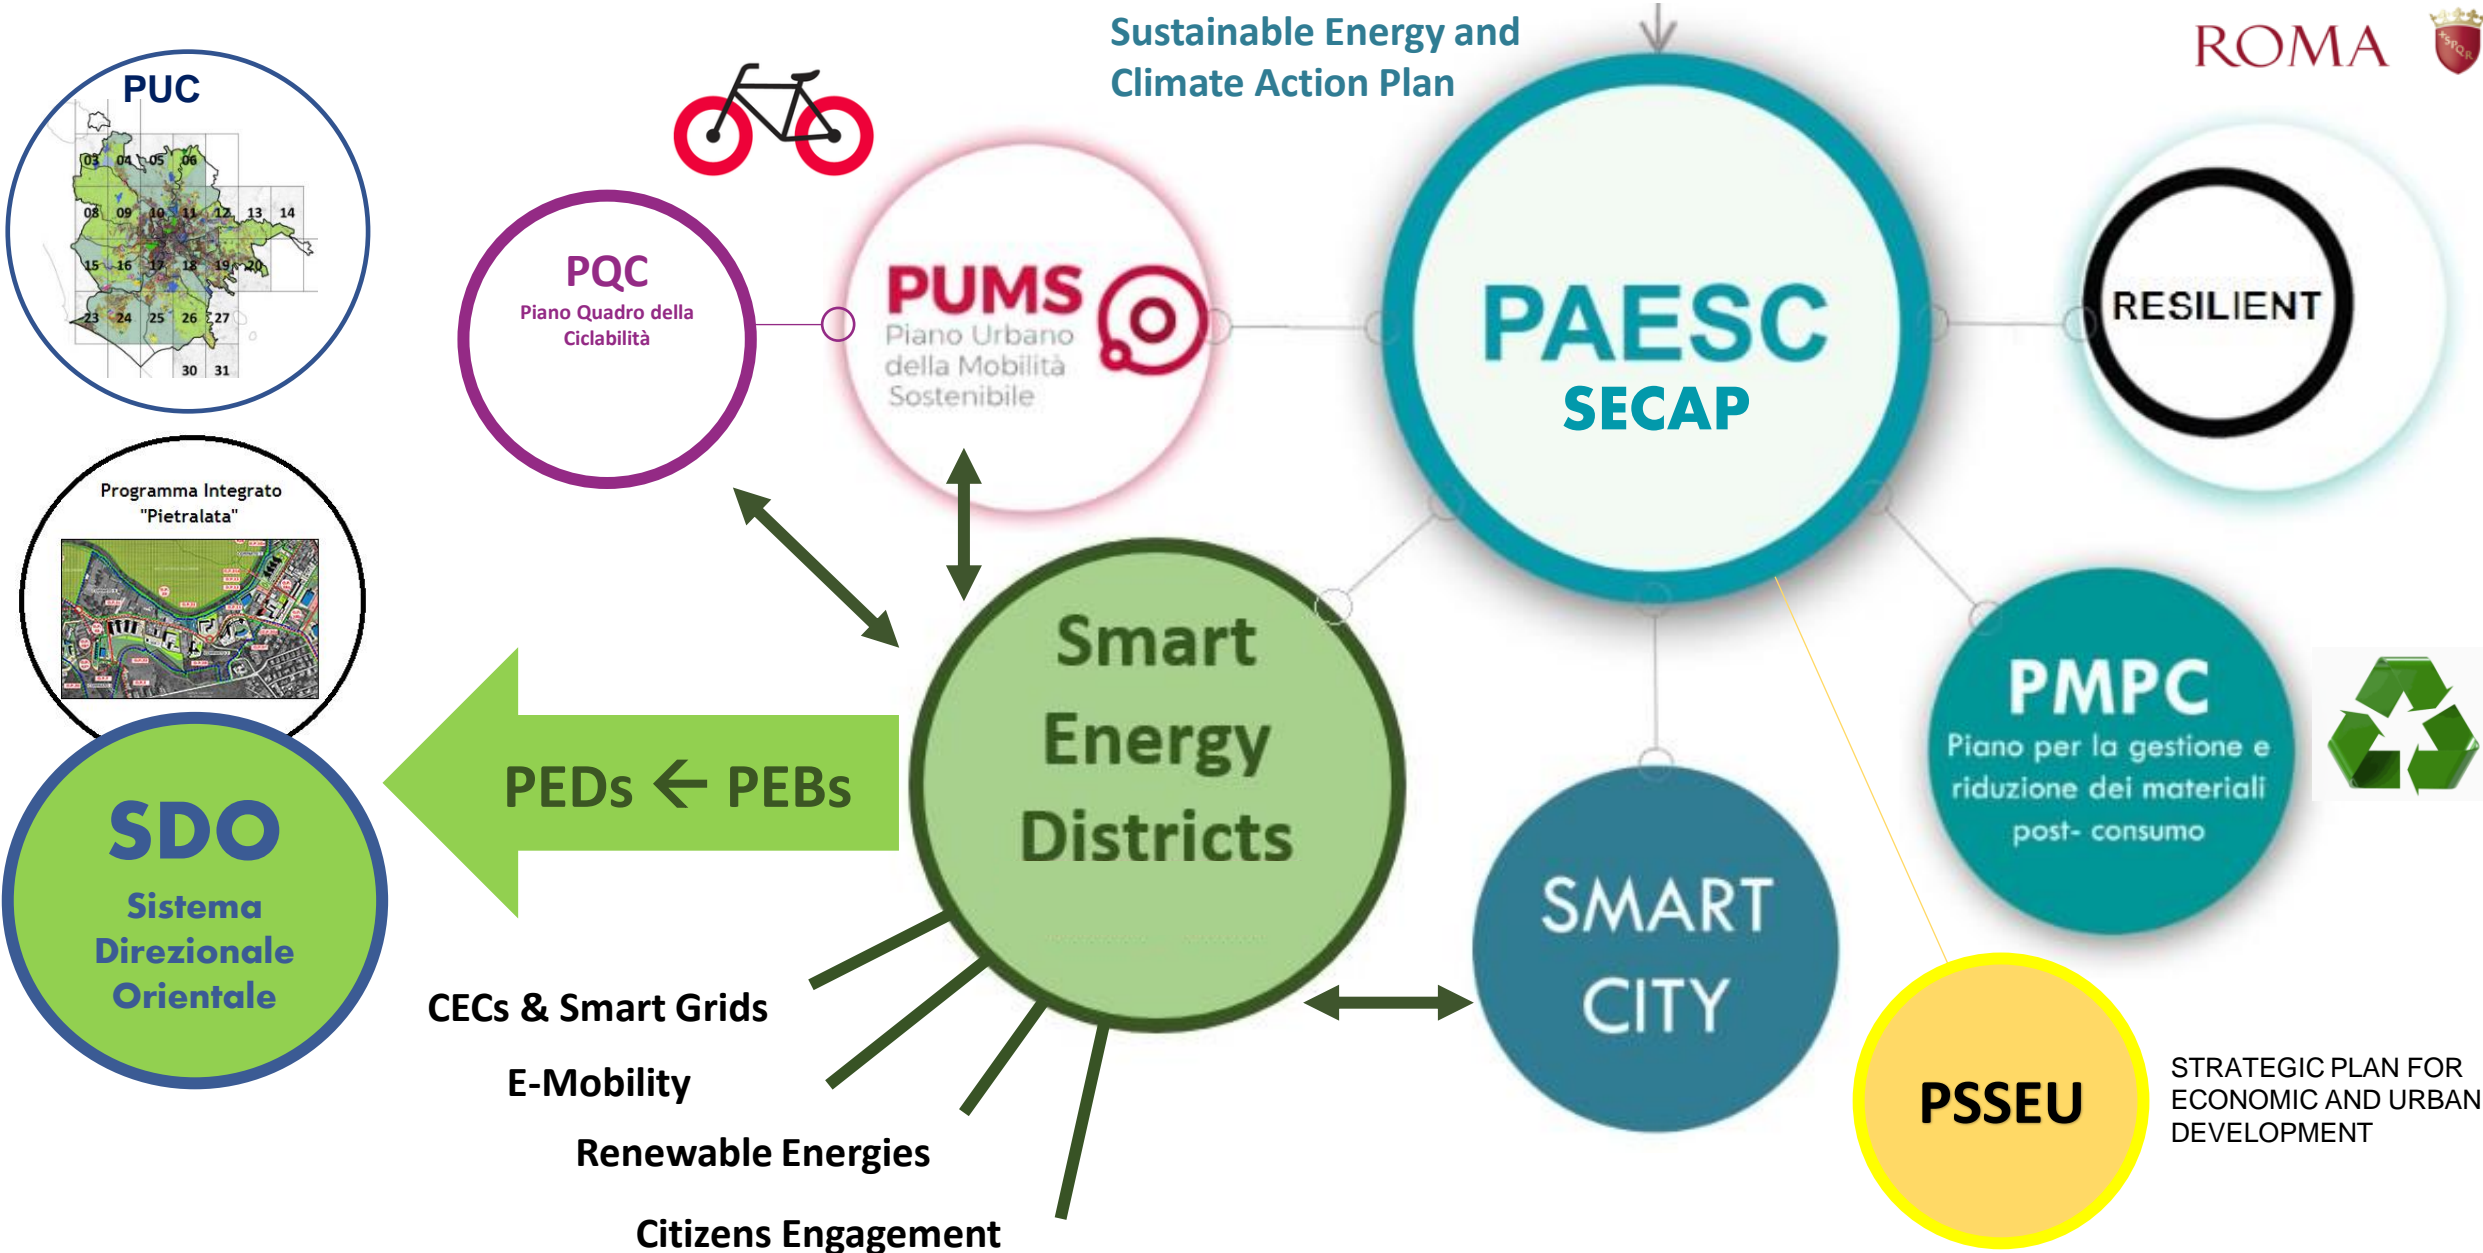 Sustainable Energy and
Climate Action Plan
ROMA
SPQR
PUC
03 04 05 06
08 09 10 11 12 13 14
15 16 17 18 19 20
23 24 25 26 27
30 31
PQC
Piano Quadro della
Ciclabilità
PUMS
Piano Urbano
della Mobilità
Sostenibile
PAESC
SECAP
RESILIENT
Programma Integrato
"Pietralata"
SDO
Sistema
Direzionale
Orientale
PEDs ← PEBs
Smart
Energy
Districts
CECs & Smart Grids
E-Mobility
Renewable Energies
Citizens Engagement
SMART
CITY
PMPC
Piano per la gestione e
riduzione dei materiali
post- consumo
PSSEU
STRATEGIC PLAN FOR
ECONOMIC AND URBAN
DEVELOPMENT